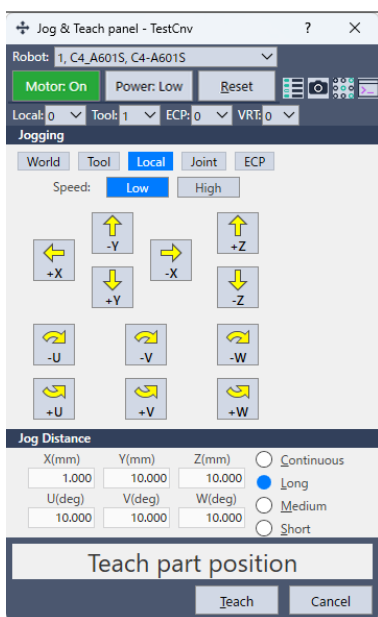 Jog & Teach panel - TestCnv ? ×
Robot: 1, C4_A601S, C4-A601S
Motor: On Power: Low Reset
Local: 0 Tool: 1 ECP: 0 VRT: 0
Jogging
World Tool Local Joint ECP
Speed: Low High
-Y +Z
+X -X
+Y -Z
-U -V -W
+U +V +W
Jog Distance
X(mm) Y(mm) Z(mm) Continuous
1.000 10.000 10.000 Long
U(deg) V(deg) W(deg) Medium
10.000 10.000 10.000 Short
Teach part position
Teach Cancel